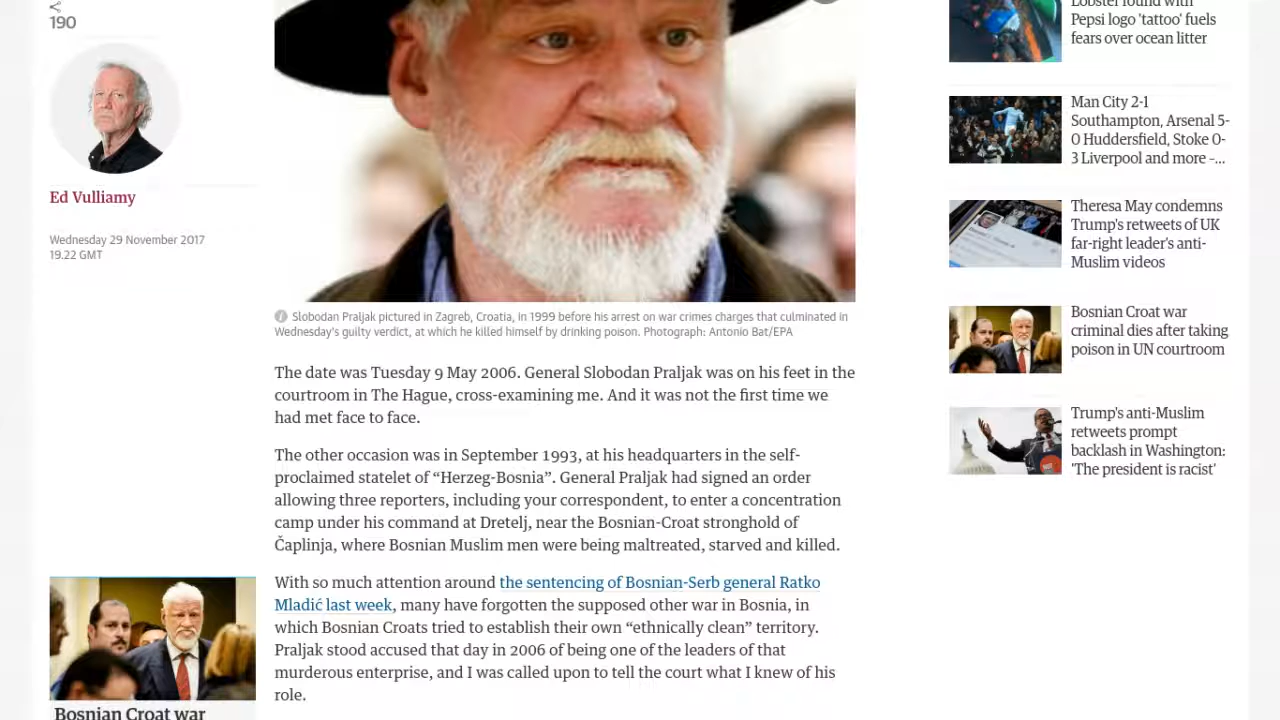 190
Ed Vulliamy
Wednesday 29 November 2017
19.22 GMT
Slobodan Praljak pictured in Zagreb, Croatia, in 1999 before his arrest on war crimes charges that culminated in
Wednesday's guilty verdict, at which he killed himself by drinking poison. Photograph: Antonio Bat/EPA
The date was Tuesday 9 May 2006. General Slobodan Praljak was on his feet in the
courtroom in The Hague, cross-examining me. And it was not the first time we
had met face to face.
The other occasion was in September 1993, at his headquarters in the self-
proclaimed statelet of “Herzeg-Bosnia”. General Praljak had signed an order
allowing three reporters, including your correspondent, to enter a concentration
camp under his command at Dretelj, near the Bosnian-Croat stronghold of
Čaplinja, where Bosnian Muslim men were being maltreated, starved and killed.
With so much attention around the sentencing of Bosnian-Serb general Ratko
Mladić last week, many have forgotten the supposed other war in Bosnia, in
which Bosnian Croats tried to establish their own “ethnically clean” territory.
Praljak stood accused that day in 2006 of being one of the leaders of that
murderous enterprise, and I was called upon to tell the court what I knew of his
role.
Bosnian Croat war
Lobster found with
Pepsi logo 'tattoo' fuels
fears over ocean litter
Man City 2-1
Southampton, Arsenal 5-
0 Huddersfield, Stoke 0-
3 Liverpool and more –...
Theresa May condemns
Trump's retweets of UK
far-right leader's anti-
Muslim videos
Bosnian Croat war
criminal dies after taking
poison in UN courtroom
Trump's anti-Muslim
retweets prompt
backlash in Washington:
'The president is racist'